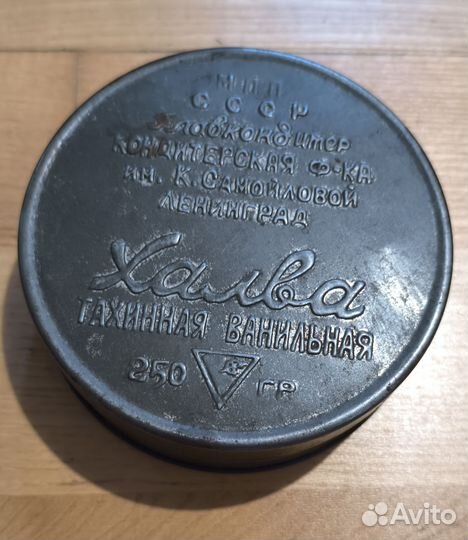 МПП
СССР
Главкондитер
КОНДИТЕРСКАЯ Ф-КА
ИМ. К. САМОЙЛОВОЙ
ЛЕНИНГРАД
Халва
ТАХИННАЯ ВАНИЛЬНАЯ
250 ГР
Avito